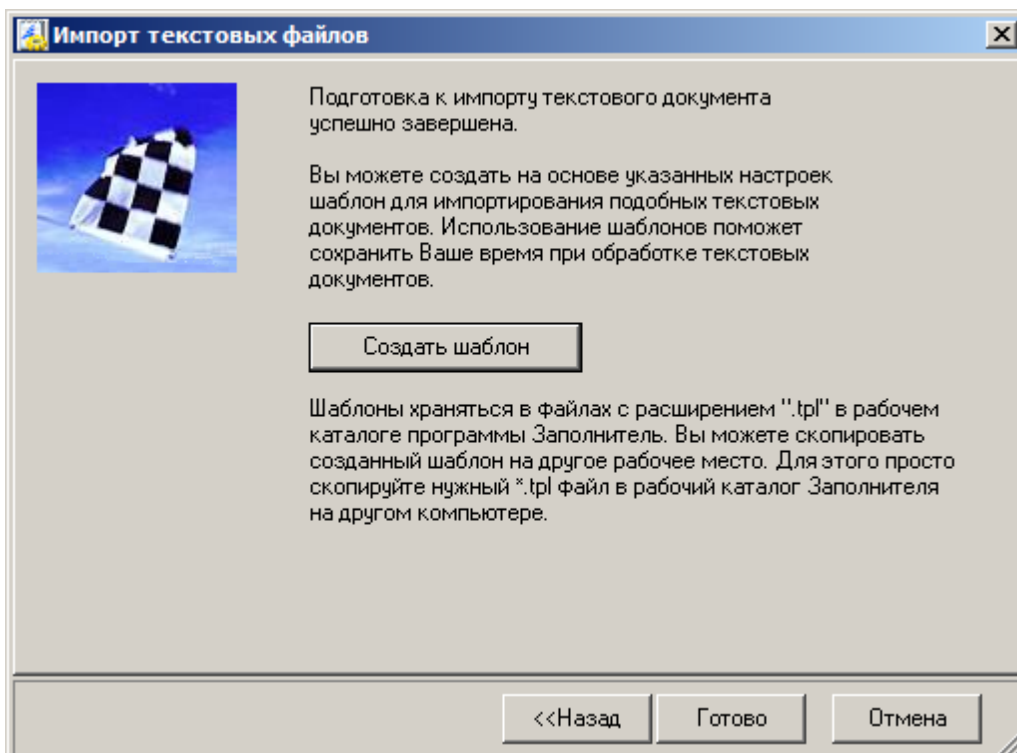 Импорт текстовых файлов
Подготовка к импорту текстового документа
успешно завершена.
Вы можете создать на основе указанных настроек
шаблон для импортирования подобных текстовых
документов. Использование шаблонов поможет
сохранить Ваше время при обработке текстовых
документов.
Создать шаблон
Шаблоны храняться в файлах с расширением ".tpl" в рабочем
каталоге программы Заполнитель. Вы можете скопировать
созданный шаблон на другое рабочее место. Для этого просто
скопируйте нужный *.tpl файл в рабочий каталог Заполнителя
на другом компьютере.
<<Назад
Готово
Отмена